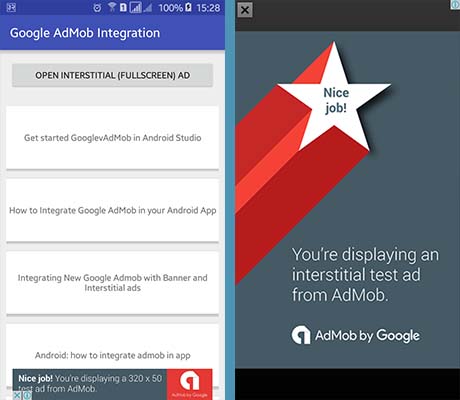 100% 15:28
Google AdMob Integration
OPEN INTERSTITIAL (FULLSCREEN) AD
Get started GooglevAdMob in Android Studio
How to Integrate Google AdMob in your Android App
Integrating New Google Admob with Banner and
Interstitial ads
Android: how to integrate admob in app
Nice job! You're displaying a 320 x 50
test ad from AdMob.
AdMob by Google
Nice
job!
You're displaying an
interstitial test ad
from AdMob.
AdMob by Google